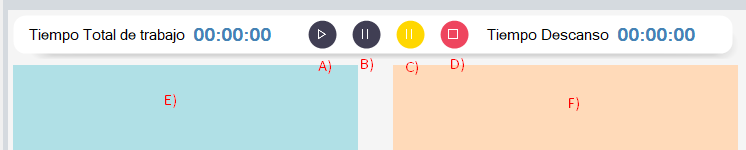 Tiempo Total de trabajo 00:00:00 Tiempo Descanso 00:00:00
A) B) C) D)
E) F)